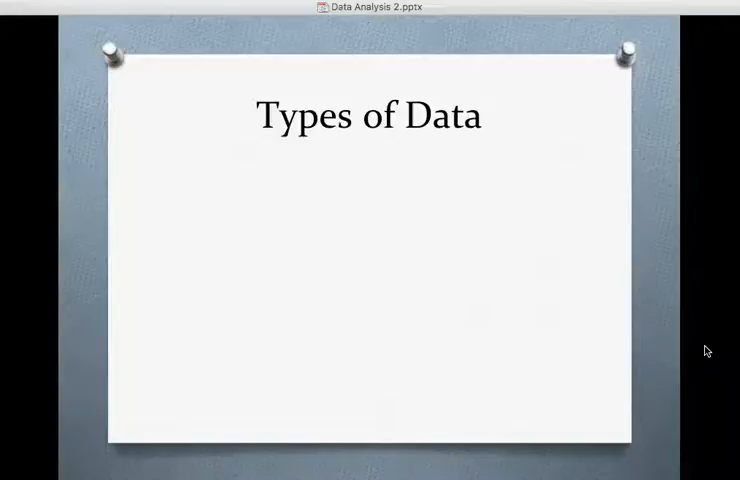 Data Analysis 2.pptx
Types of Data